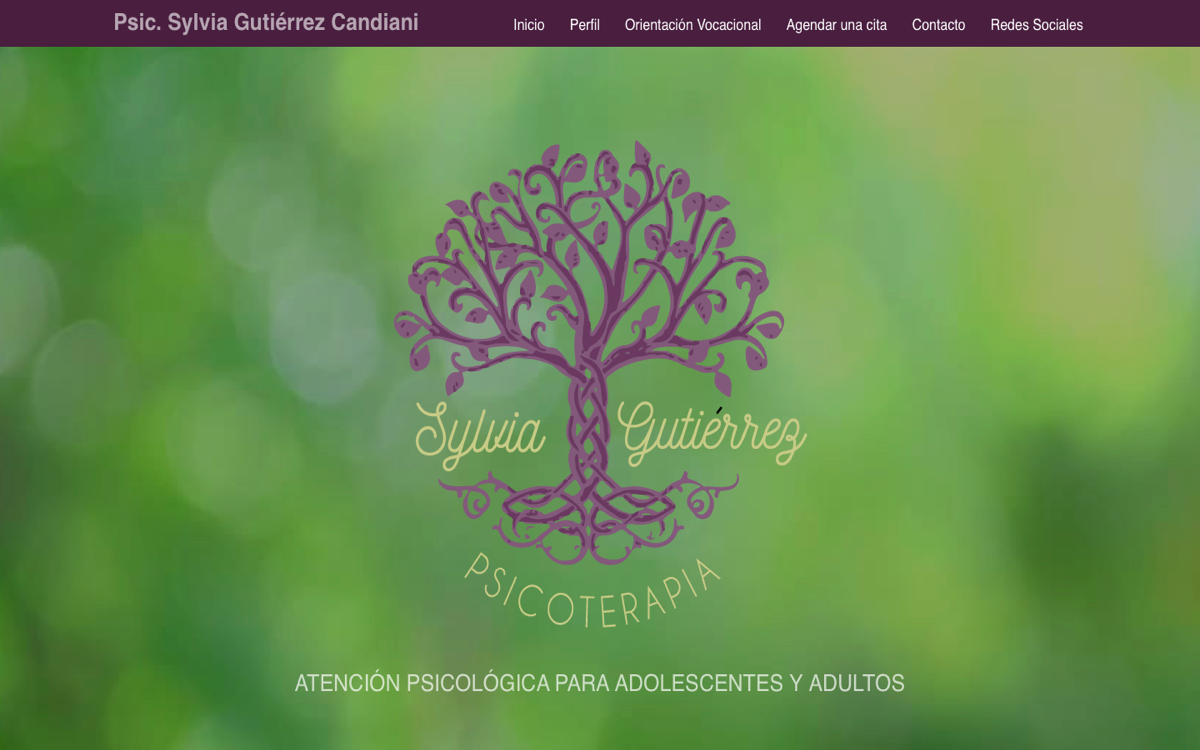 Psic. Sylvia Gutiérrez Candiani
Inicio Perfil Orientación Vocacional Agendar una cita Contacto Redes Sociales
Sylvia Gutiérrez
PSICOTERAPIA
ATENCIÓN PSICOLÓGICA PARA ADOLESCENTES Y ADULTOS